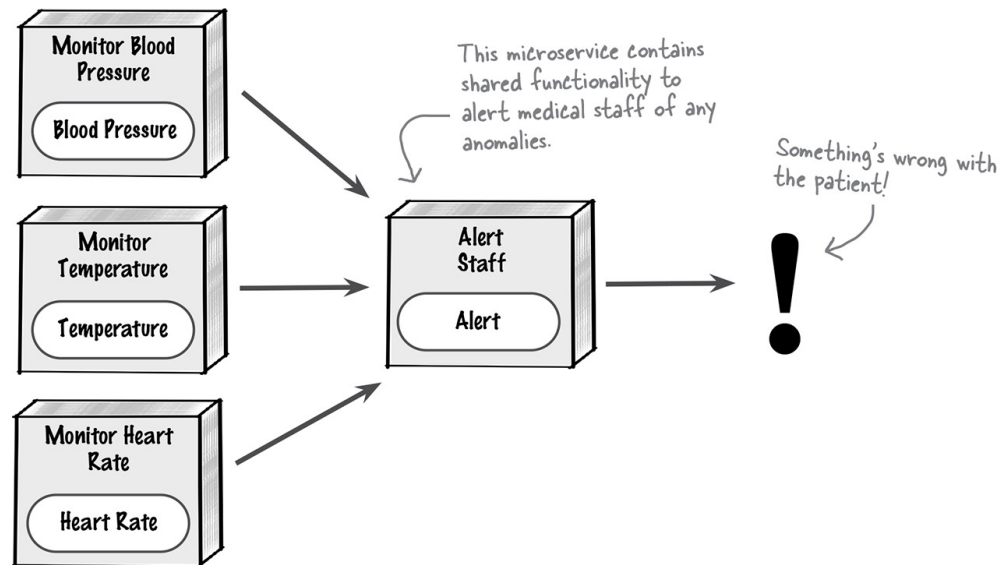 Monitor Blood
Pressure
Blood Pressure
This microservice contains
shared functionality to
alert medical staff of any
anomalies.
Something's wrong with
the patient!
Monitor
Temperature
Temperature
Alert
Staff
Alert
!
Monitor Heart
Rate
Heart Rate